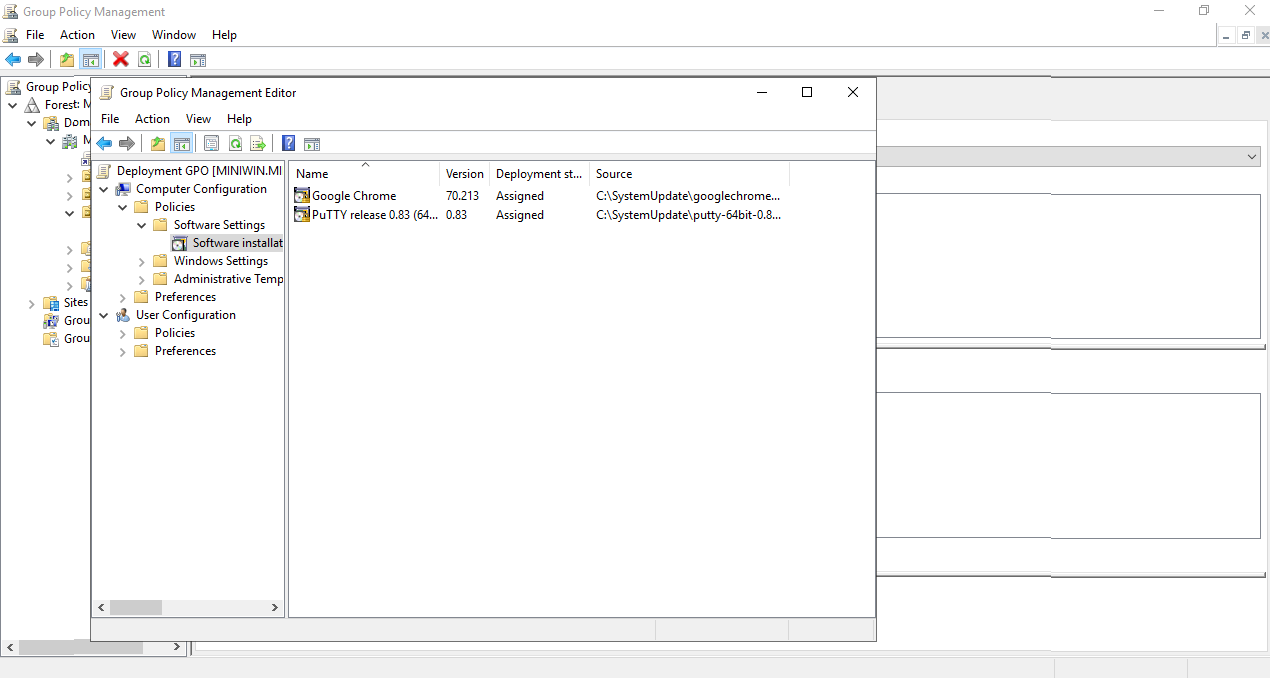 Group Policy Management
File Action View Window Help
Group Policy
Forest: M
Dom
M
Sites
Grou
Grou
Group Policy Management Editor
File Action View Help
Deployment GPO [MINIWIN.MI
Computer Configuration
Policies
Software Settings
Software installat
Windows Settings
Administrative Temp
Preferences
User Configuration
Policies
Preferences
Name Version Deployment st... Source
Google Chrome 70.213 Assigned C:\SystemUpdate\googlechrome...
PuTTY release 0.83 (64... 0.83 Assigned C:\SystemUpdate\putty-64bit-0.8...